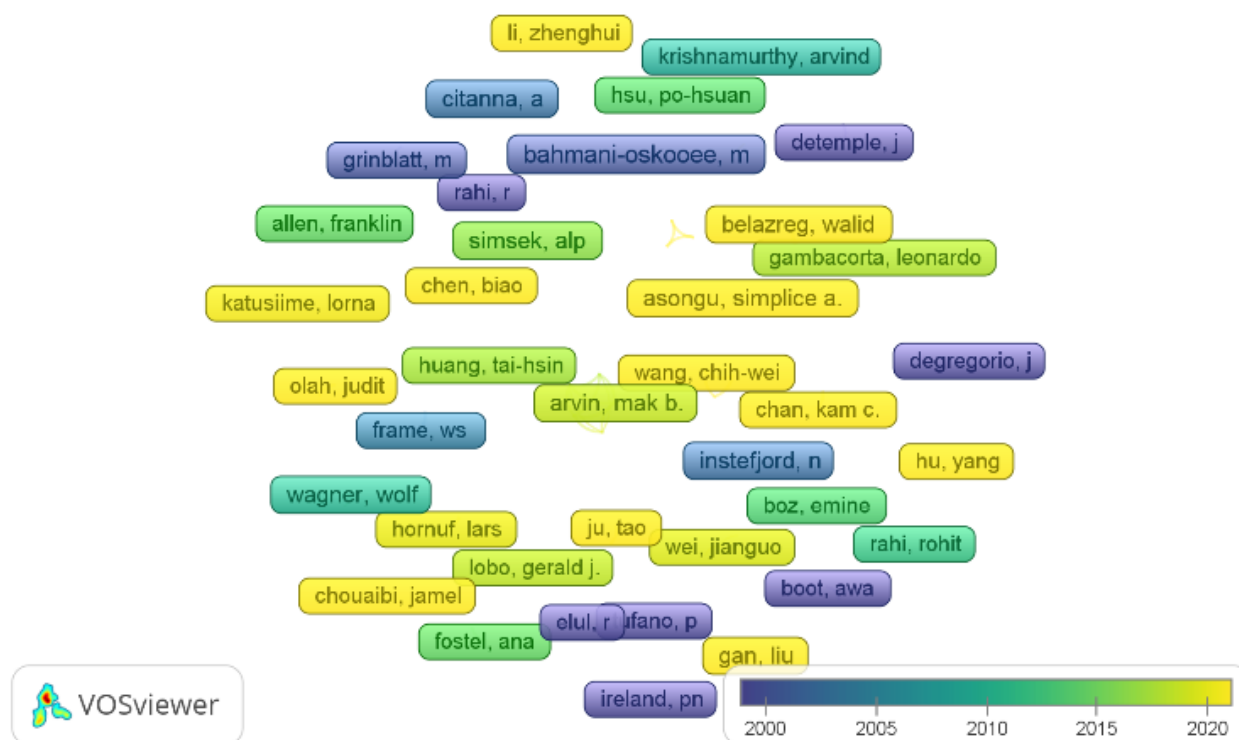 li, zhenghui
krishnamurthy, arvind
citanna, a
hsu, po-hsuan
detemple, j
grinblatt, m
bahmani-oskooee, m
rahi, r
allen, franklin
simsek, alp
belazreg, walid
gambacorta, leonardo
chen, biao
katusiime, lorna
asongu, simplice a.
huang, tai-hsin
wang, chih-wei
degregorio, j
olah, judit
arvin, mak b.
chan, kam c.
frame, ws
instefjord, n
hu, yang
wagner, wolf
boz, emine
hornuf, lars
ju, tao
wei, jianguo
rahi, rohit
lobo, gerald j.
chouaibi, jamel
boot, awa
elul, r
ufano, p
fostel, ana
gan, liu
ireland, pn
VOSviewer
2000 2005 2010 2015 2020